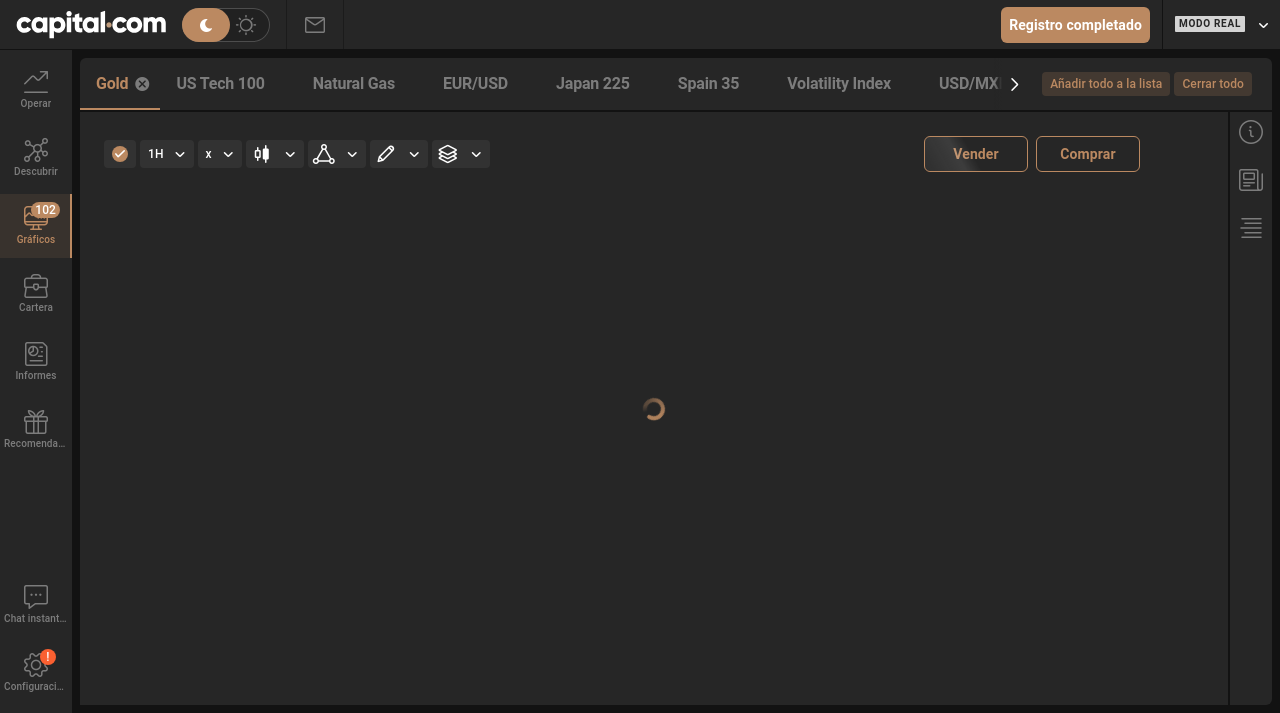 capital.com
Registro completado
MODO REAL
Operar
Descubrir
102
Gráficos
Cartera
Informes
Recomenda...
Chat instant...
!
Configuraci...
Gold
US Tech 100
Natural Gas
EUR/USD
Japan 225
Spain 35
Volatility Index
USD/MX
Añadir todo a la lista
Cerrar todo
1H
x
Vender
Comprar